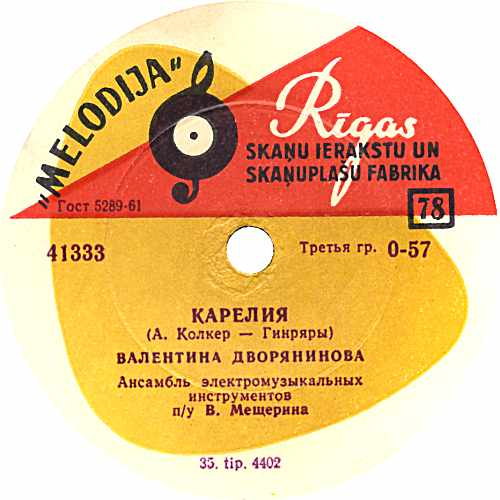 „MELODIJA"
Rīgas
SKAŅU IERAKSTU UN
SKAŅUPLAŠU FABRIKA
Гост 5289-61
78
41333
Третья гр. 0-57
КАРЕЛИЯ
(А. Колкер — Гинряры)
ВАЛЕНТИНА ДВОРЯНИНОВА
Ансамбль электромузыкальных
инструментов
п/у В. Мещерина
35. tip. 4402